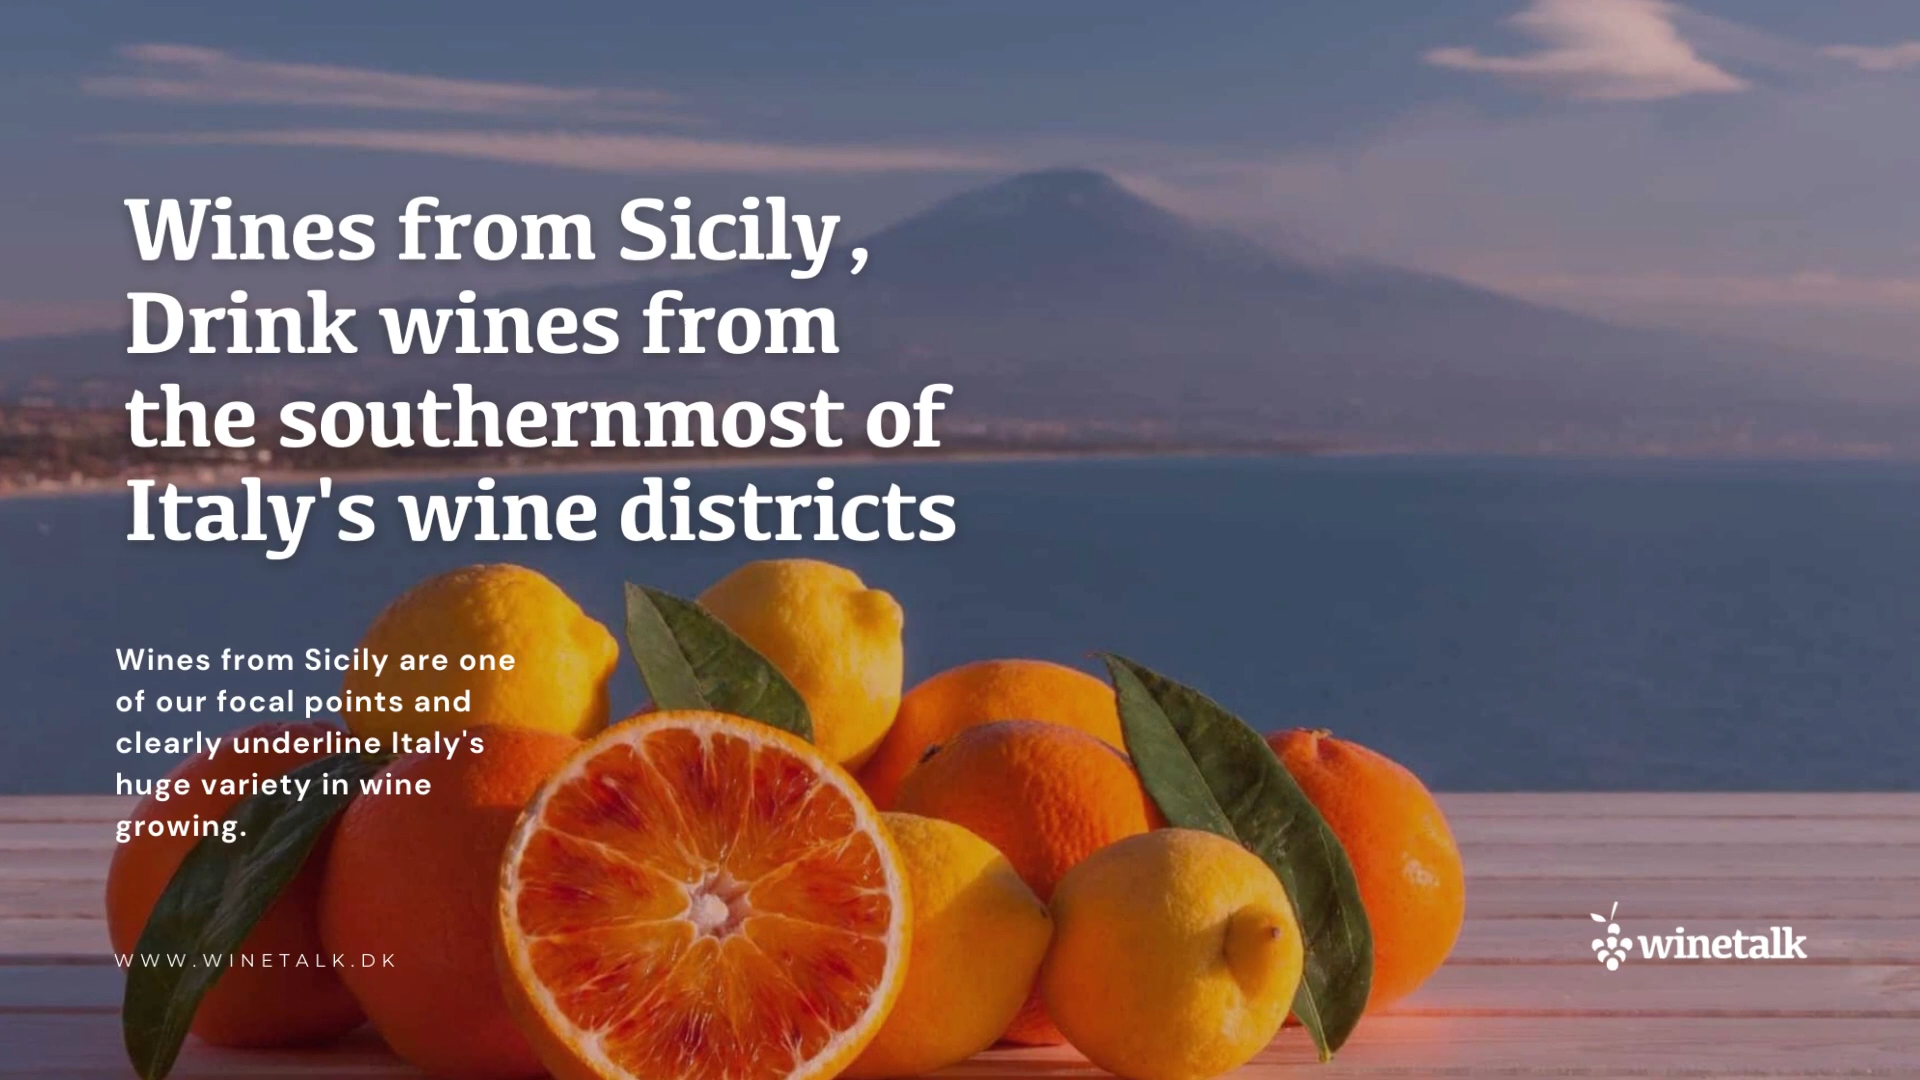 Wines from Sicily,
Drink wines from
the southernmost of
Italy's wine districts
Wines from Sicily are one
of our focal points and
clearly underline Italy's
huge variety in wine
growing.
WWW.WINETALK.DK
winetalk